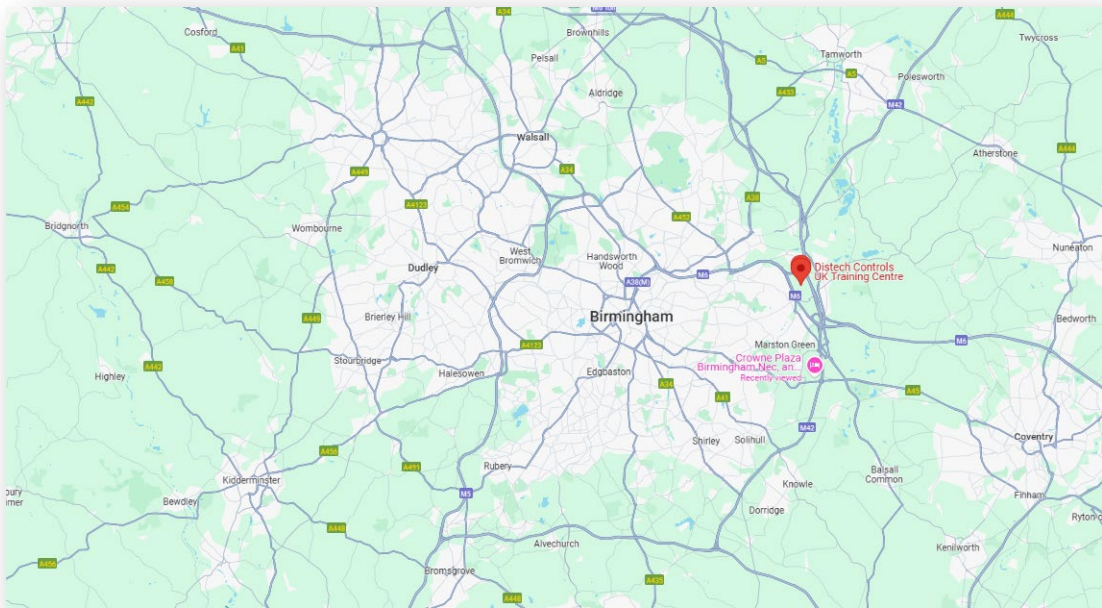 A34
M6 Toll
A444
Cosford
Brownhills
Twycross
A41
Tamworth
Pelsall
A5
A5
Polesworth
A442
Aldridge
A453
M42
Walsall
Atherstone
A449
A34
A444
A38
A454
A4123
A452
Bridgnorth
Wombourne
Nuneaton
West
Bromwich
Handsworth
Wood
Dudley
Distech Controls
UK Training Centre
A442
A458
M6
A38(M)
M6
Birmingham
Brierley Hill
A449
Bedworth
A4123
Marston Green
M6
Stourbridge
Crowne Plaza
Birmingham Nec, an...
Recently viewed
A442
Highley
Halesowen
Edgbaston
A34
A45
A41
M42
Shirley
Solihull
Coventry
A456
Rubery
A491
Balsall
Common
Kidderminster
Knowle
M5
Finham
Bewdley
Dorridge
A448
Alvechurch
Kenilworth
A456
Bromsgrove
A435
A448